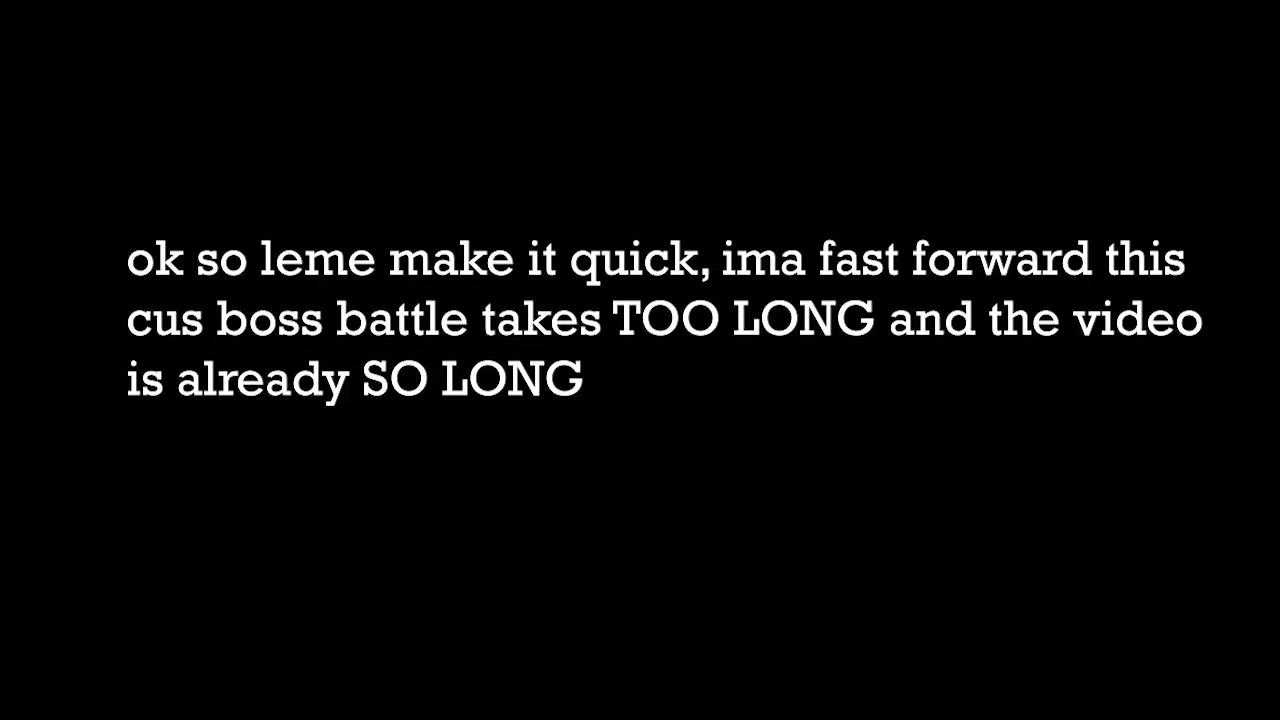 ok so leme make it quick, ima fast forward this
cus boss battle takes TOO LONG and the video
is already SO LONG